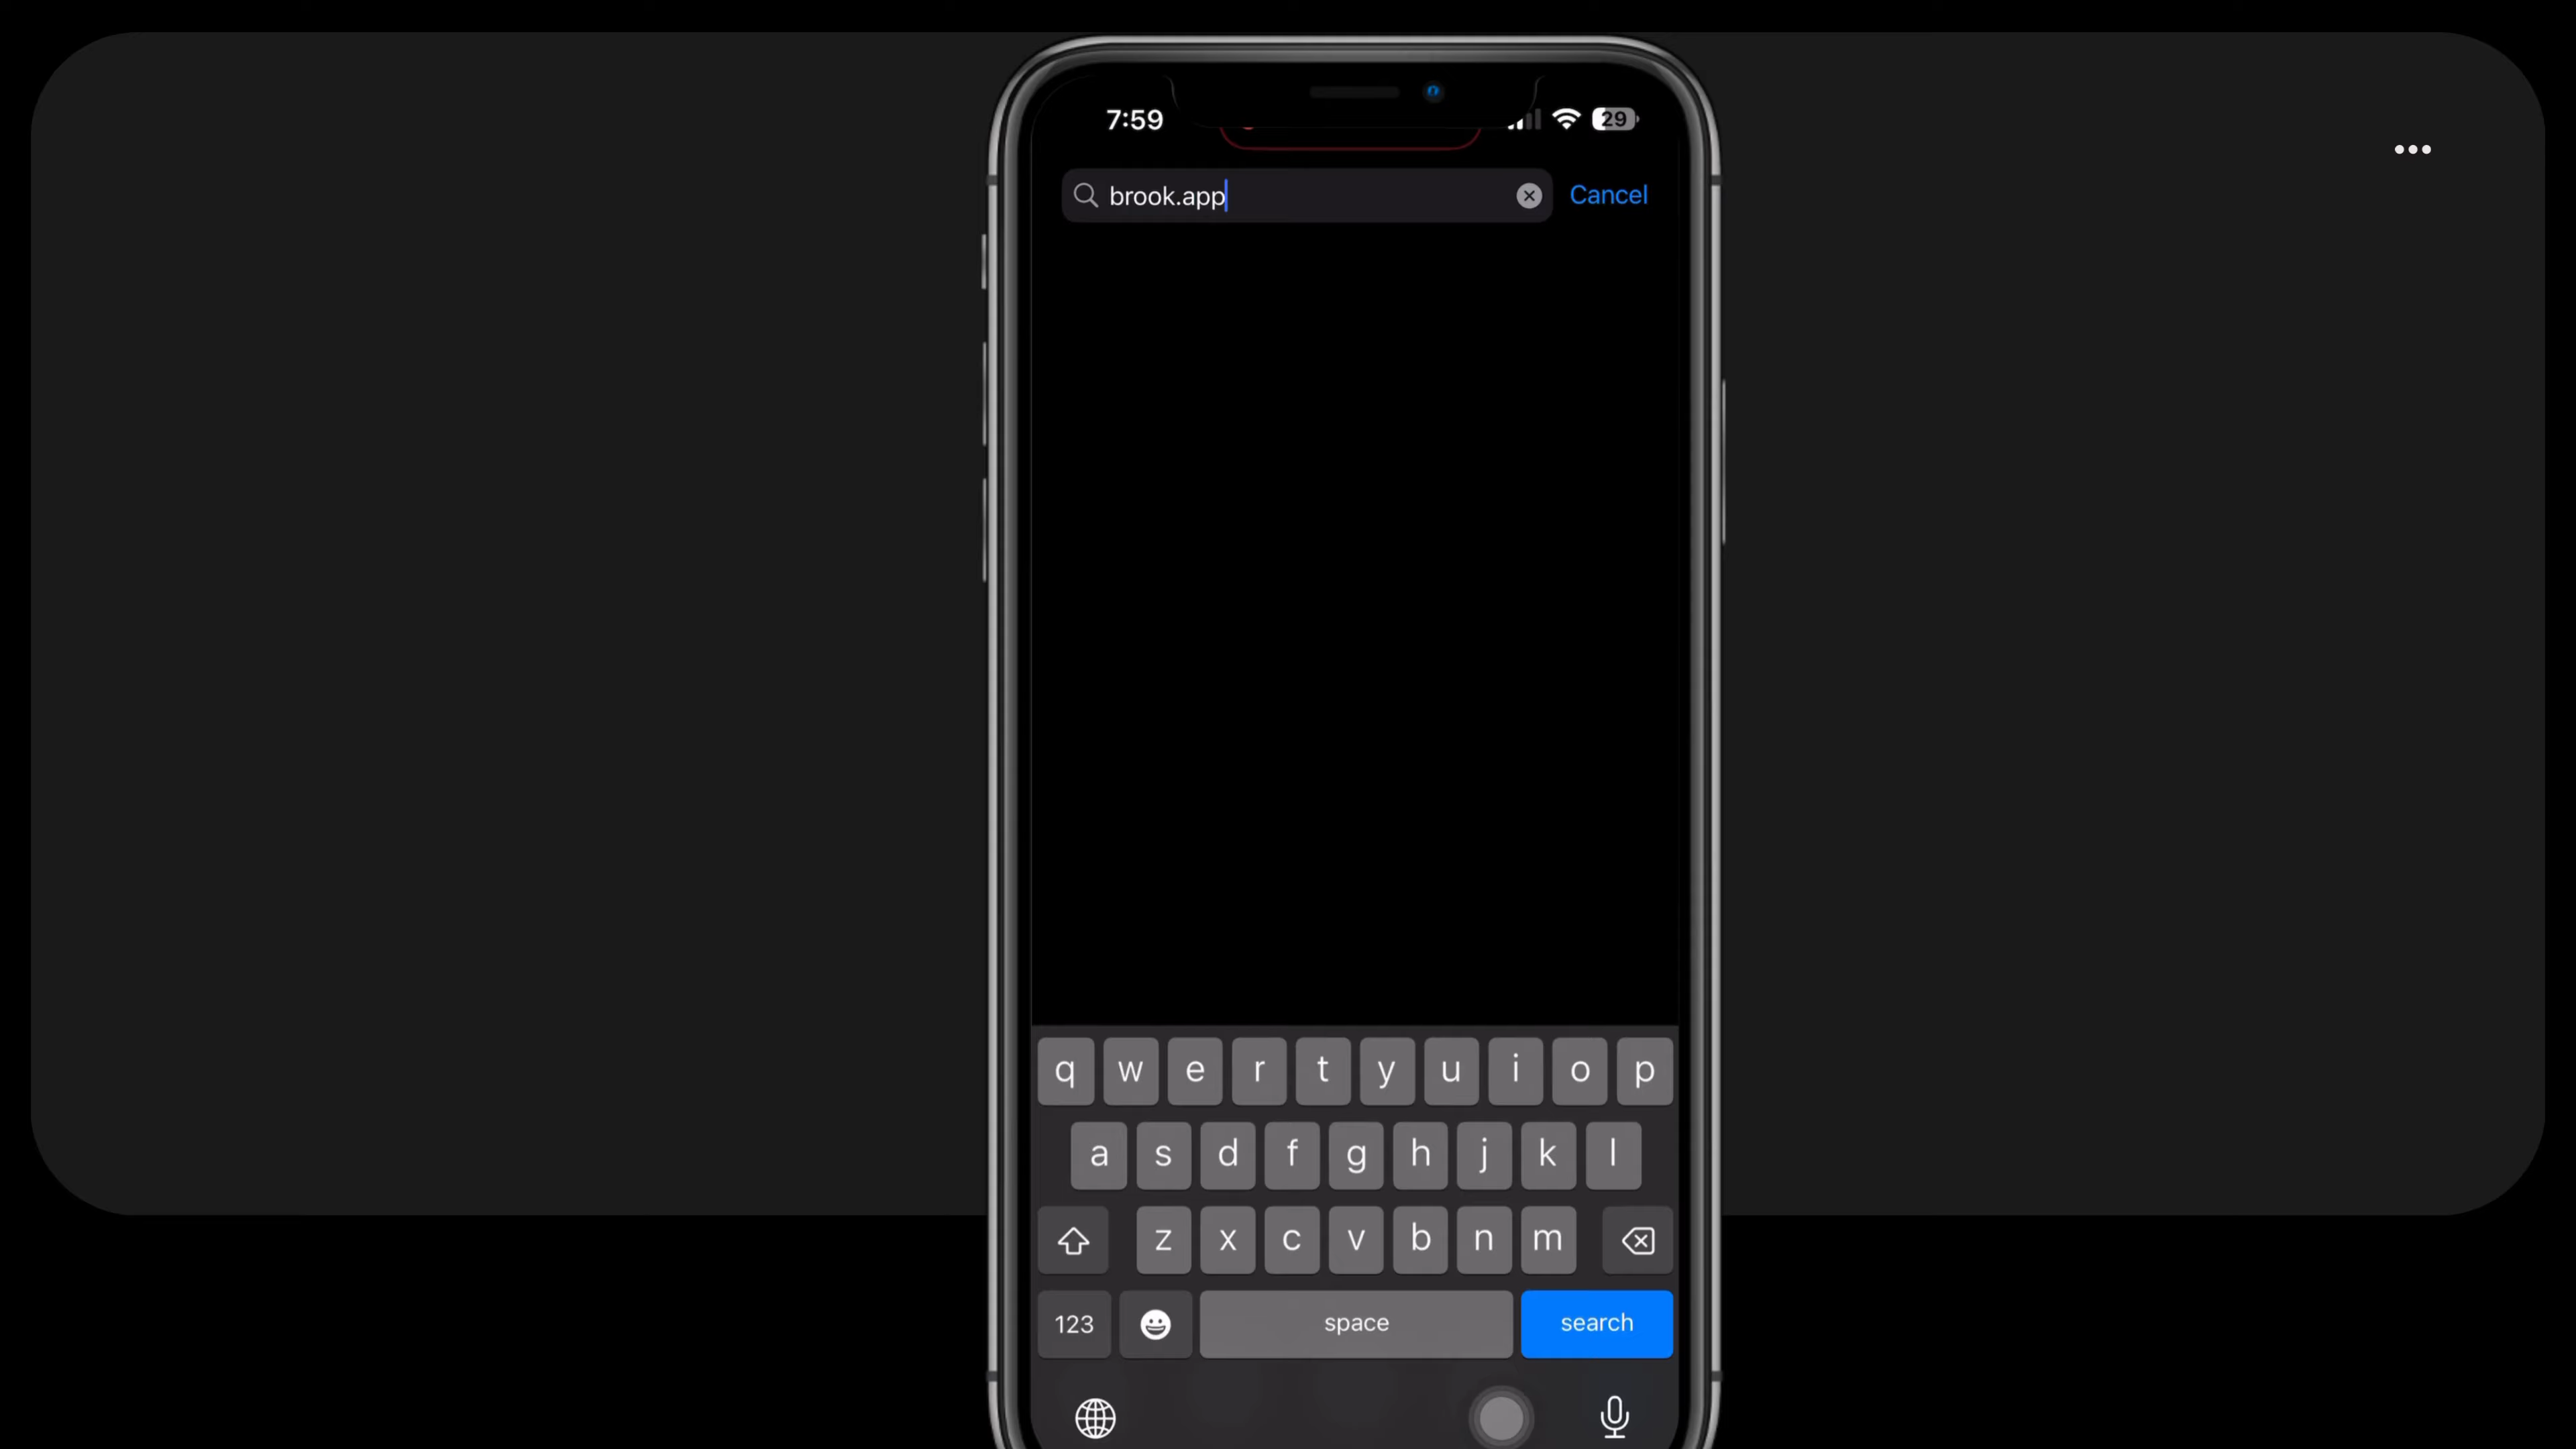 7:59
29
brook.app
Cancel
q w e r t y u i o p
a s d f g h j k l
z x c v b n m
123
space
search